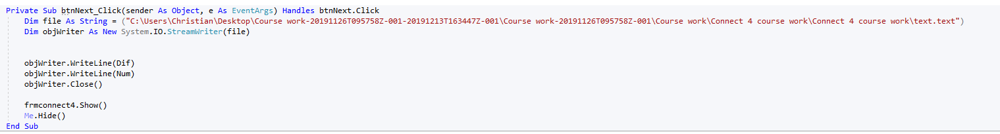 Private Sub btnNext_Click(sender As Object, e As EventArgs) Handles btnNext.Click
Dim file As String = ("C:\Users\Christian\Desktop\Course work-20191126T095758Z-001-20191213T163447Z-001\Course work-20191126T095758Z-001\Course work\Connect 4 course work\Connect 4 course work\text.text")
Dim objWriter As New System.IO.StreamWriter(file)
objWriter.WriteLine(Dif)
objWriter.WriteLine(Num)
objWriter.Close()
frmconnect4.Show()
Me.Hide()
End Sub